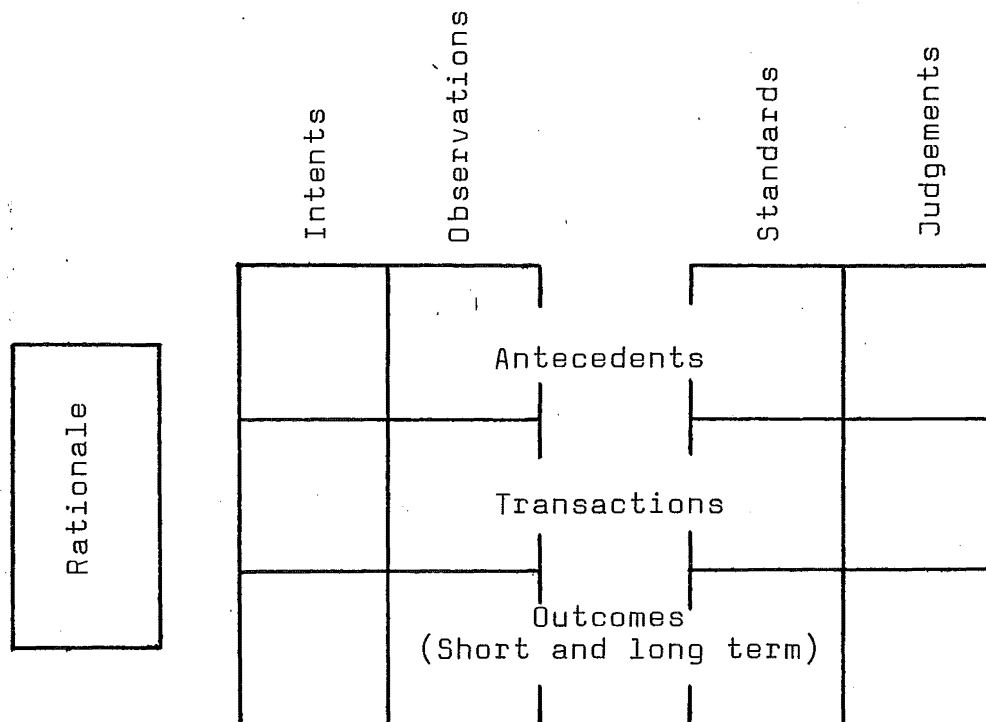 Intents
Observations
Standards
Judgements
Rationale
Antecedents
Transactions
Outcomes
(Short and long term)